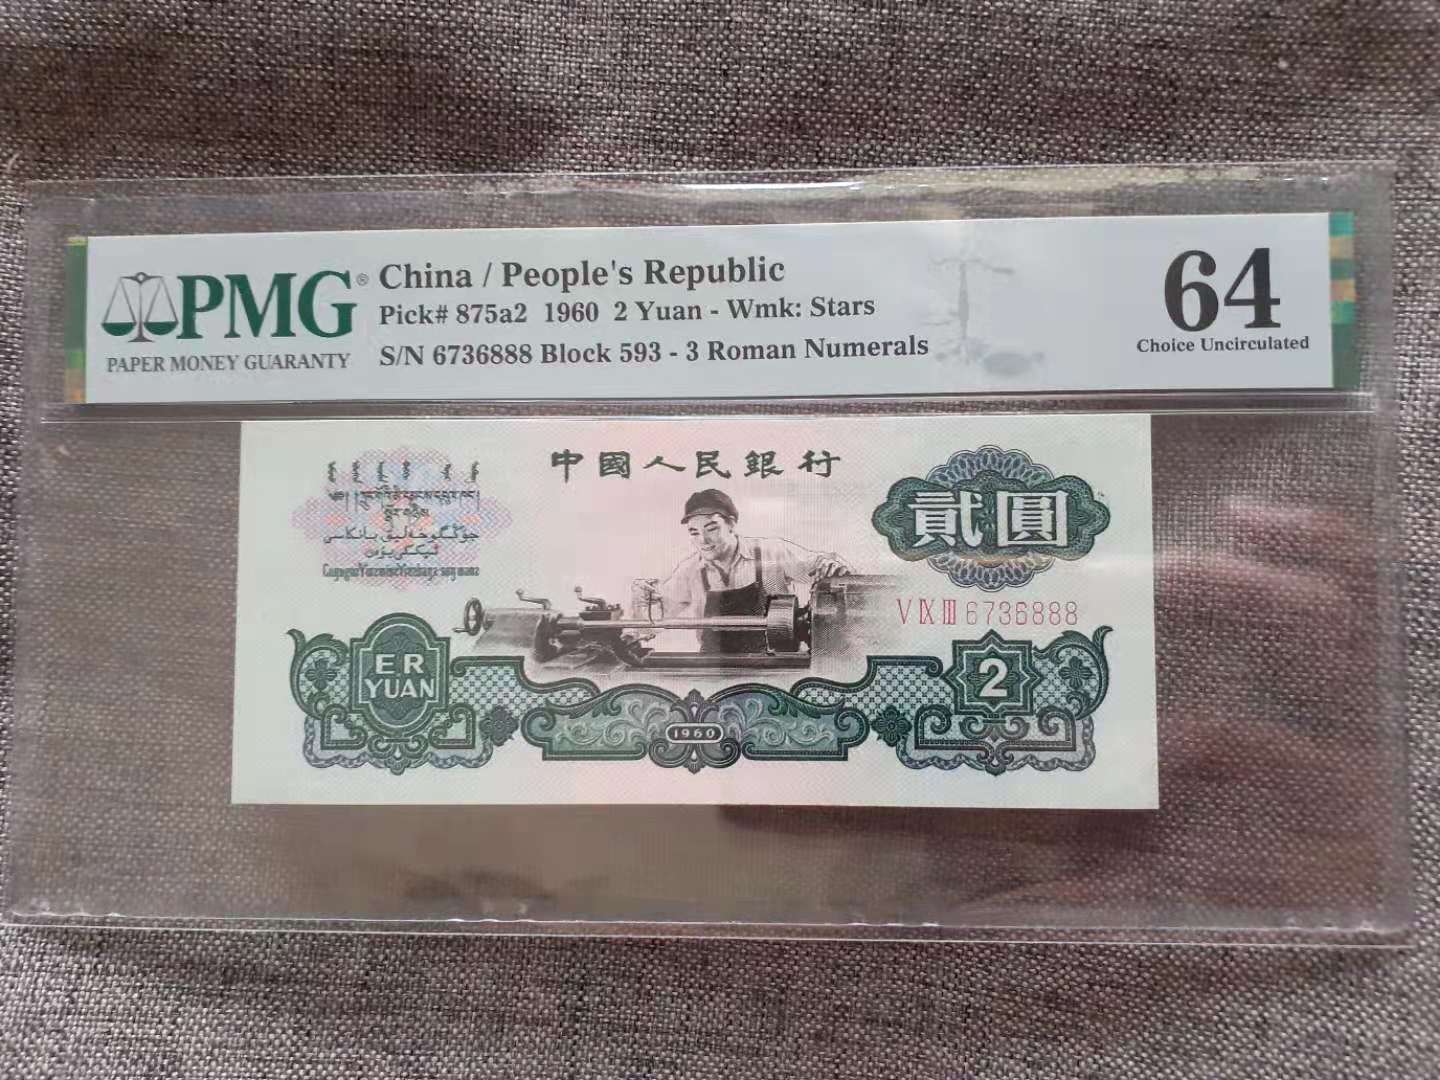 PMG®
PAPER MONEY GUARANTY
China / People's Republic
Pick# 875a2 1960 2 Yuan - Wmk: Stars
S/N 6736888 Block 593 - 3 Roman Numerals
64
Choice Uncirculated
中國人民銀行
貳圓
V IX III 6736888
ER
YUAN
2
1960